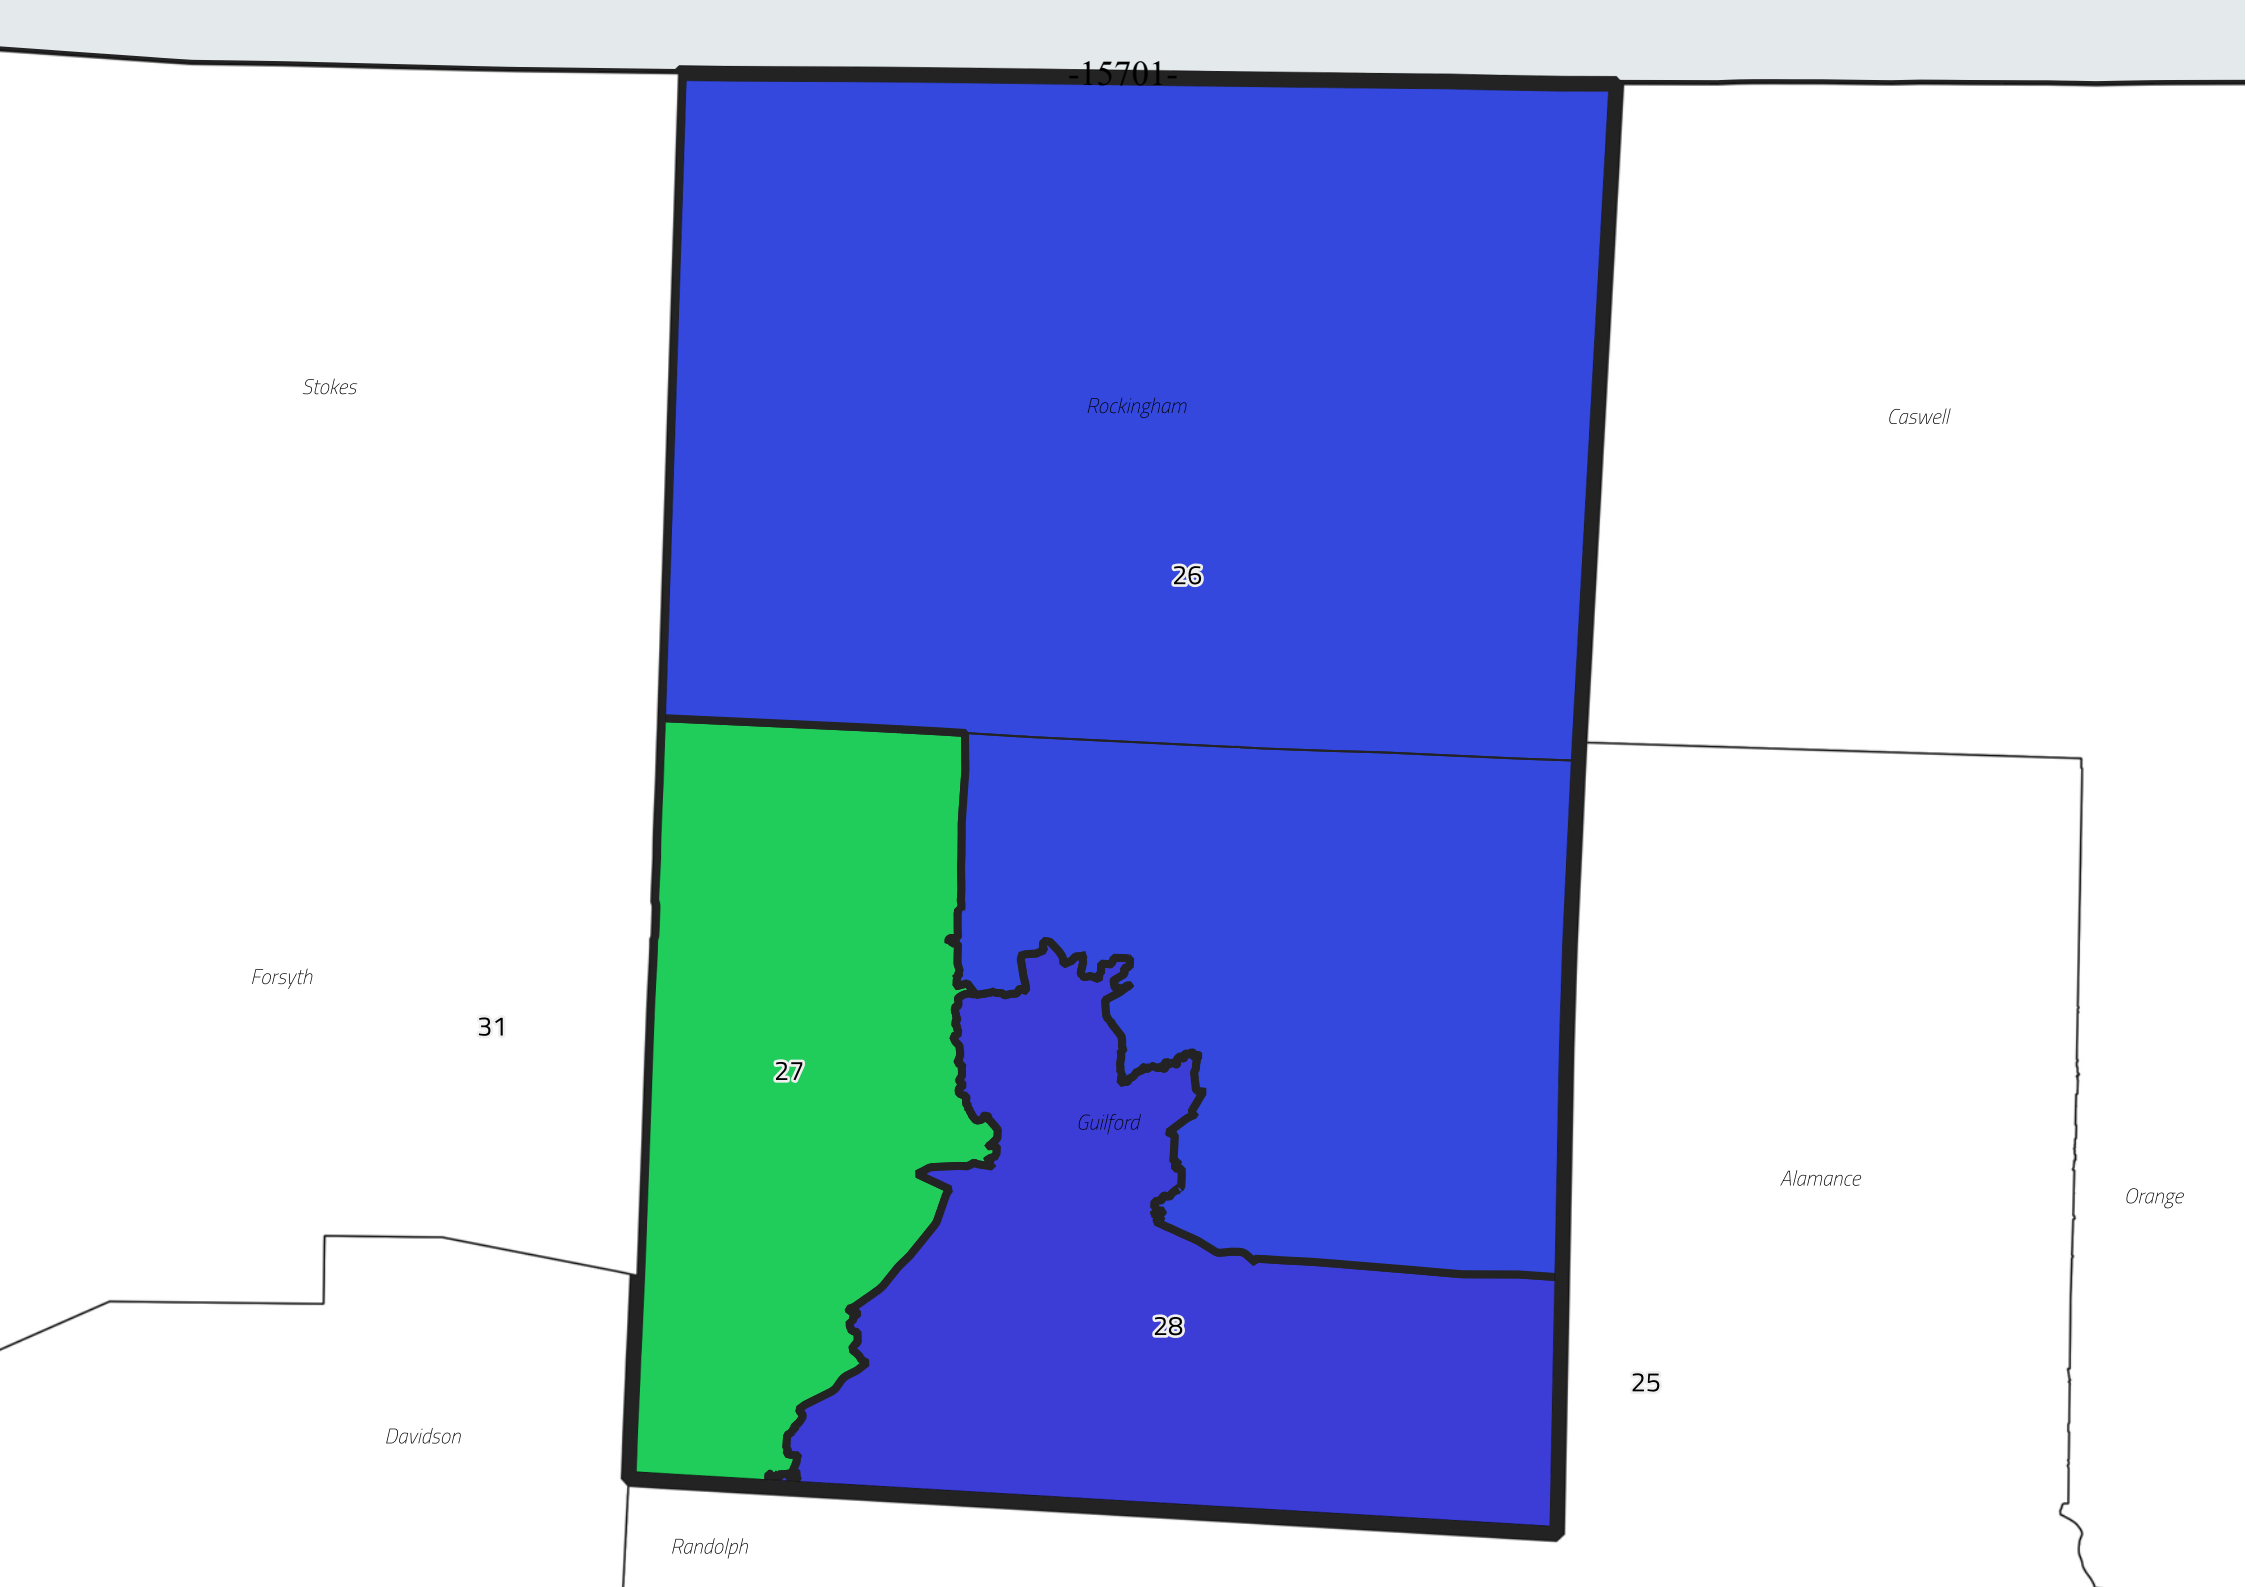 -15701-
Stokes
Rockingham
Caswell
26
Forsyth
31
27
Guilford
Alamance
Orange
28
25
Davidson
Randolph